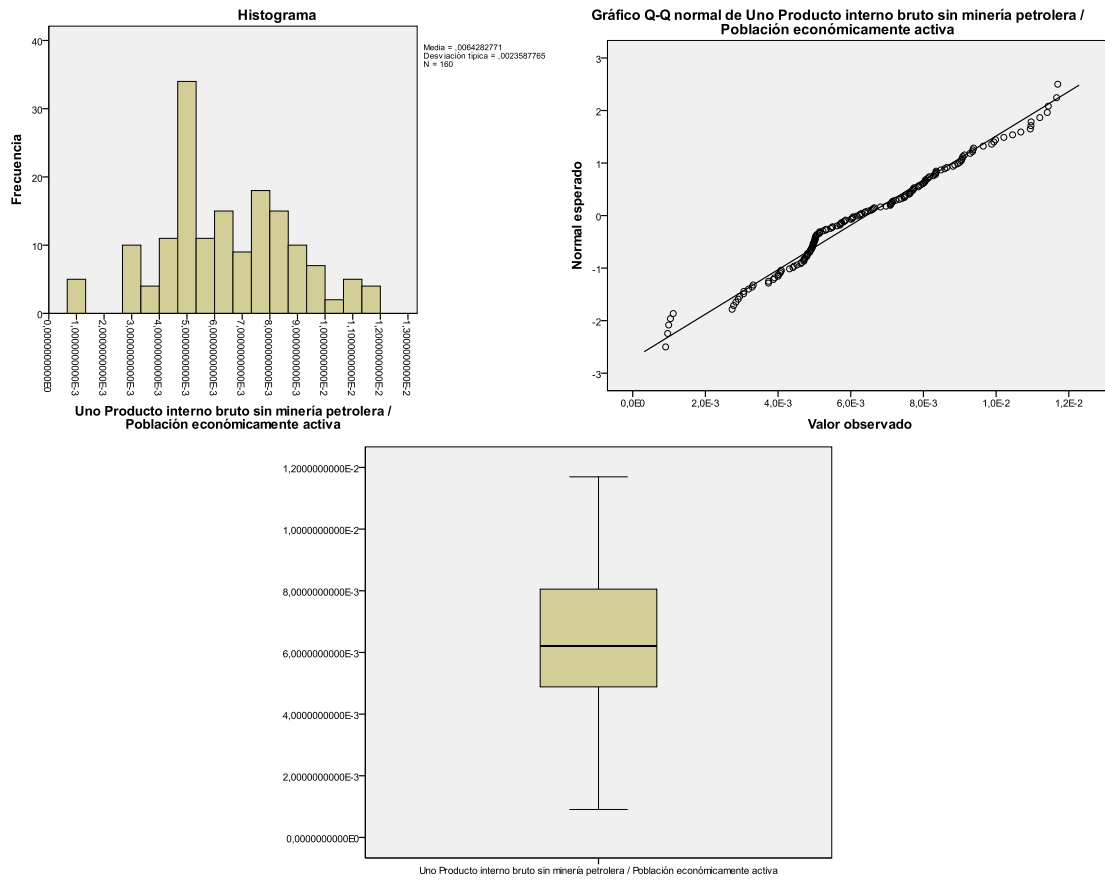 Histograma
Media = ,0064282771
Desviación típica = ,0023587765
N = 160
Frecuencia
40
30
20
10
0
0,0000000000E0
1,0000000000E-3
2,0000000000E-3
3,0000000000E-3
4,0000000000E-3
5,0000000000E-3
6,0000000000E-3
7,0000000000E-3
8,0000000000E-3
9,0000000000E-3
1,0000000000E-2
1,1000000000E-2
1,2000000000E-2
1,3000000000E-2
Uno Producto interno bruto sin minería petrolera /
Población económicamente activa
Gráfico Q-Q normal de Uno Producto interno bruto sin minería petrolera /
Población económicamente activa
Normal esperado
3
2
1
0
-1
-2
-3
0,0E0
2,0E-3
4,0E-3
6,0E-3
8,0E-3
1,0E-2
1,2E-2
Valor observado
1,2000000000E-2
1,0000000000E-2
8,0000000000E-3
6,0000000000E-3
4,0000000000E-3
2,0000000000E-3
0,0000000000E0
Uno Producto interno bruto sin minería petrolera / Población económicamente activa